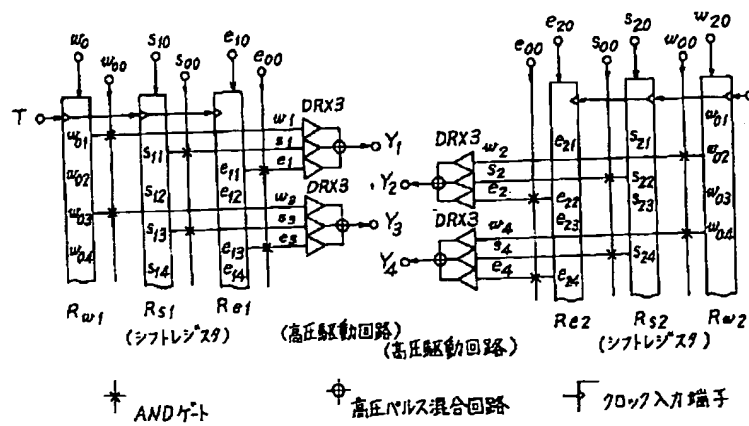 w0 s10 e10
w00 s00 e00
T
DRX3
w01 w1
s11 s1 Y1
w02 e11 e1
s12 e12 DRX3
w03 w3
s13 s3 Y3
w04 e13 e3
s14 e14
Rw1 Rs1 Re1
(シフトレジスタ) (高圧駆動回路)
e20 s20 w20
e00 s00 w00
DRX3
w2 e21 s21 w01
w02
Y2 s2 s22
e2 e22 s23
DRX3 e23 w03
w4 w04
Y4 s4 s24
e4 e24
Re2 Rs2 Rw2
(高圧駆動回路) (シフトレジスタ)
ANDゲート 高圧パルス混合回路 クロック入力端子